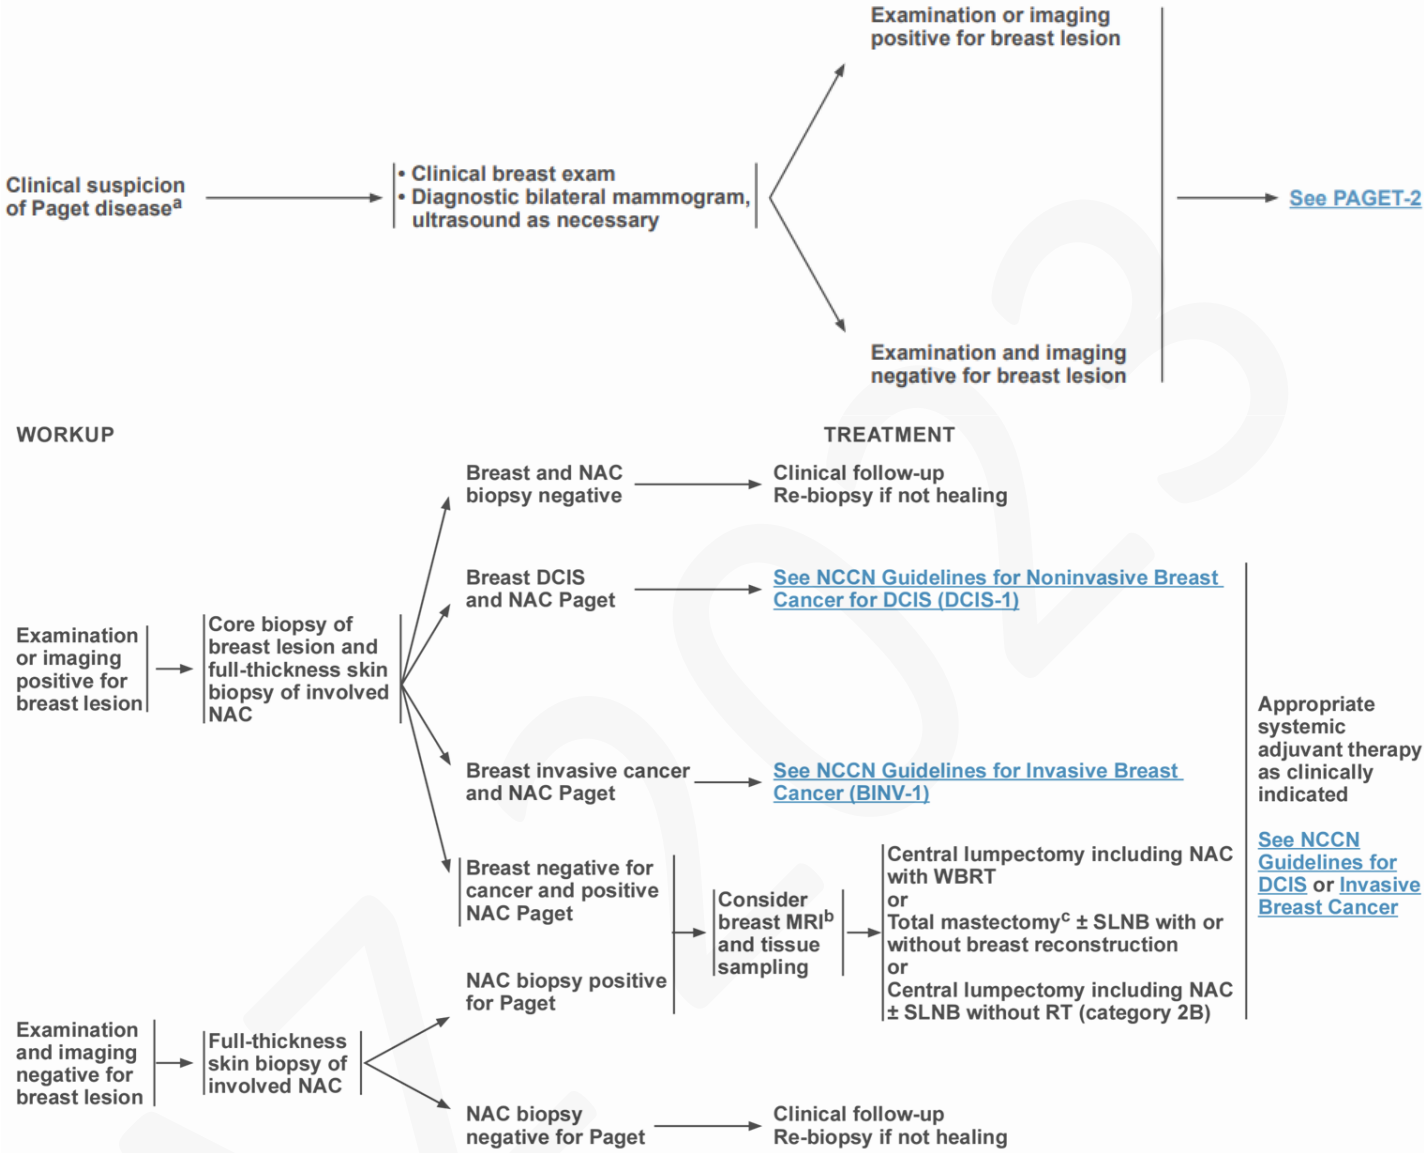 Examination or imaging
positive for breast lesion
Clinical suspicion
of Paget diseaseᵃ
• Clinical breast exam
• Diagnostic bilateral mammogram,
ultrasound as necessary
See PAGET-2
Examination and imaging
negative for breast lesion
WORKUP
TREATMENT
Breast and NAC
biopsy negative
Clinical follow-up
Re-biopsy if not healing
Breast DCIS
and NAC Paget
See NCCN Guidelines for Noninvasive Breast
Cancer for DCIS (DCIS-1)
Examination
or imaging
positive for
breast lesion
Core biopsy of
breast lesion and
full-thickness skin
biopsy of involved
NAC
Breast invasive cancer
and NAC Paget
See NCCN Guidelines for Invasive Breast
Cancer (BINV-1)
Breast negative for
cancer and positive
NAC Paget
Consider
breast MRIᵇ
and tissue
sampling
Central lumpectomy including NAC
with WBRT
or
Total mastectomyᶜ ± SLNB with or
without breast reconstruction
or
Central lumpectomy including NAC
± SLNB without RT (category 2B)
Appropriate
systemic
adjuvant therapy
as clinically
indicated
See NCCN
Guidelines for
DCIS or Invasive
Breast Cancer
NAC biopsy positive
for Paget
Examination
and imaging
negative for
breast lesion
Full-thickness
skin biopsy of
involved NAC
NAC biopsy
negative for Paget
Clinical follow-up
Re-biopsy if not healing
2023